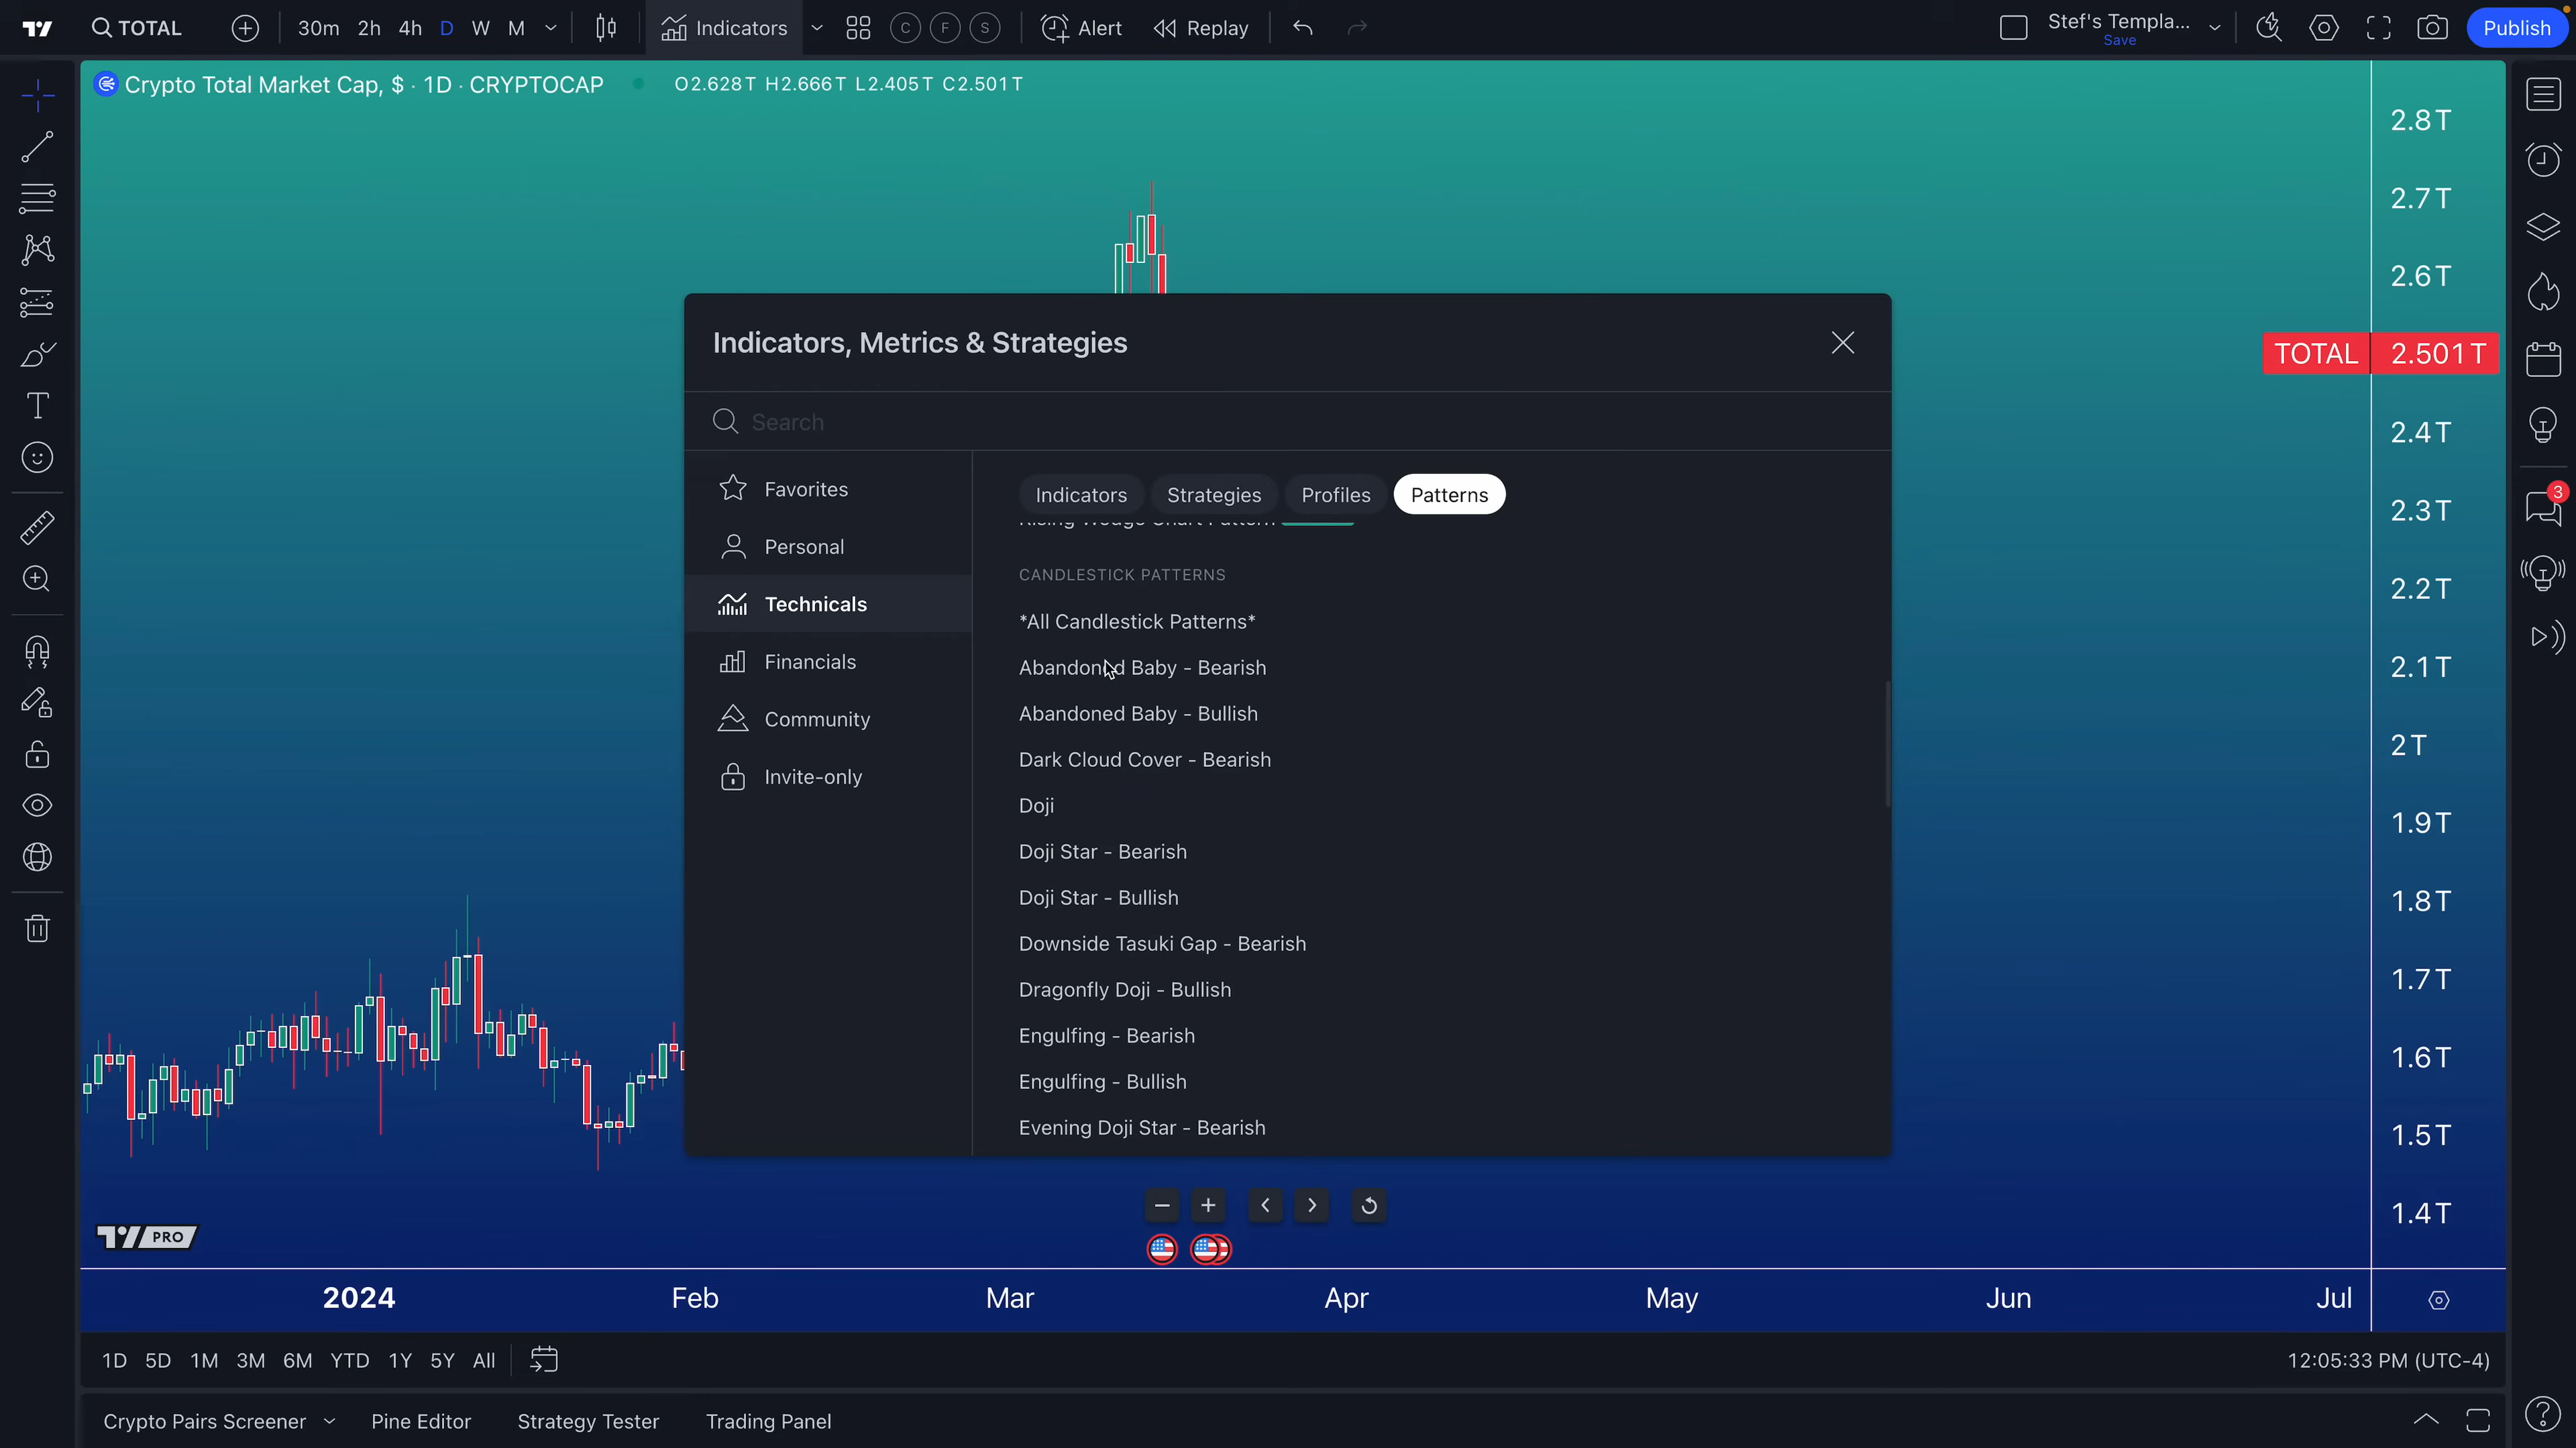 TOTAL 30m 2h 4h D W M Indicators C F S Alert Replay Stef's Templa... Save Publish
Crypto Total Market Cap, $ · 1D · CRYPTOCAP O2.628T H2.666T L2.405T C2.501T
2.8T
2.7T
2.6T
TOTAL 2.501T
2.4T
2.3T
2.2T
2.1T
2T
1.9T
1.8T
1.7T
1.6T
1.5T
1.4T
3
Indicators, Metrics & Strategies
Search
Favorites
Personal
Technicals
Financials
Community
Invite-only
Indicators Strategies Profiles Patterns
Rising Wedge Chart Pattern
CANDLESTICK PATTERNS
*All Candlestick Patterns*
Abandoned Baby - Bearish
Abandoned Baby - Bullish
Dark Cloud Cover - Bearish
Doji
Doji Star - Bearish
Doji Star - Bullish
Downside Tasuki Gap - Bearish
Dragonfly Doji - Bullish
Engulfing - Bearish
Engulfing - Bullish
Evening Doji Star - Bearish
PRO
2024 Feb Mar Apr May Jun Jul
1D 5D 1M 3M 6M YTD 1Y 5Y All 12:05:33 PM (UTC-4)
Crypto Pairs Screener Pine Editor Strategy Tester Trading Panel